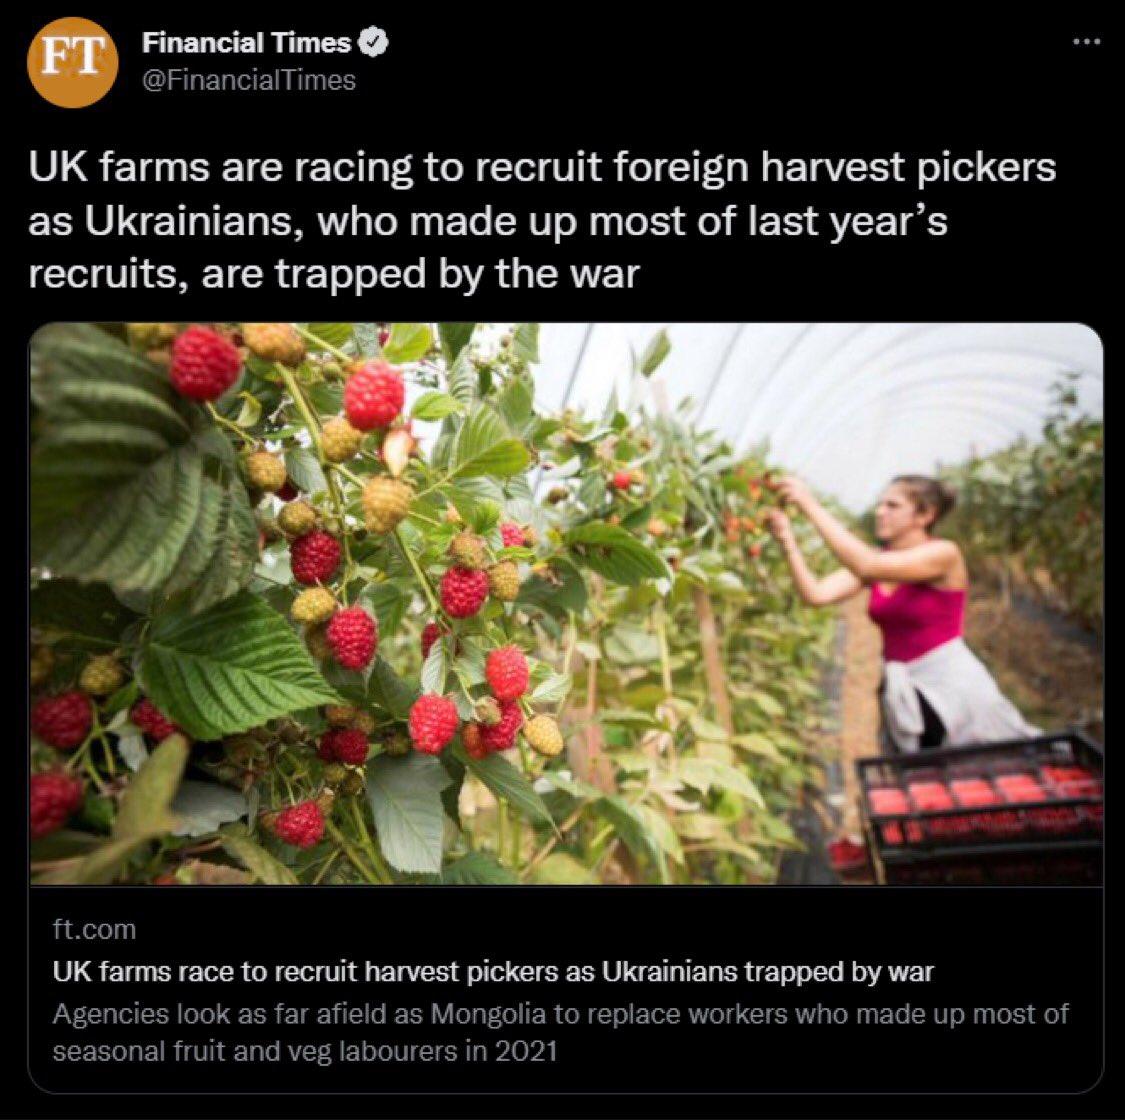 FT
Financial Times
@FinancialTimes
UK farms are racing to recruit foreign harvest pickers
as Ukrainians, who made up most of last year’s
recruits, are trapped by the war
ft.com
UK farms race to recruit harvest pickers as Ukrainians trapped by war
Agencies look as far afield as Mongolia to replace workers who made up most of
seasonal fruit and veg labourers in 2021